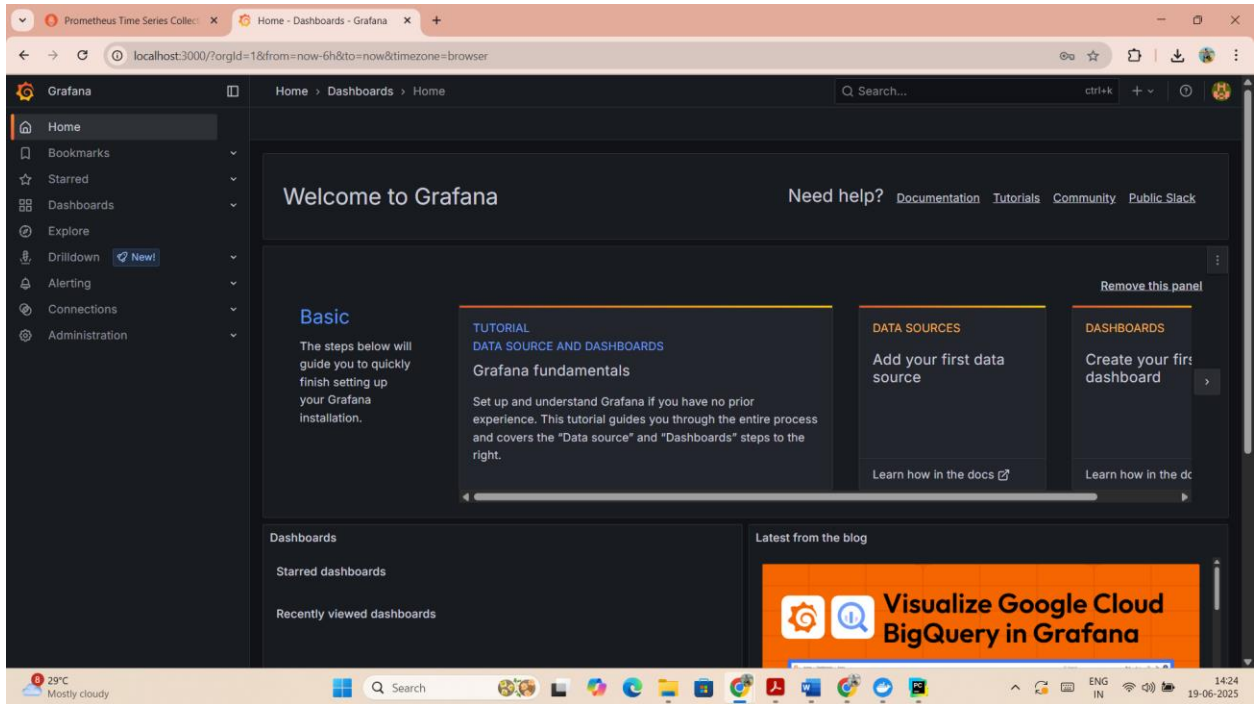 Prometheus Time Series Collect
Home - Dashboards - Grafana
localhost:3000/?orgId=1&from=now-6h&to=now&timezone=browser
Grafana
Home › Dashboards › Home
Search...
ctrl+k
Home
Bookmarks
Starred
Dashboards
Explore
Drilldown New!
Alerting
Connections
Administration
Welcome to Grafana
Need help? Documentation Tutorials Community Public Slack
Remove this panel
Basic
The steps below will
guide you to quickly
finish setting up
your Grafana
installation.
TUTORIAL
DATA SOURCE AND DASHBOARDS
Grafana fundamentals
Set up and understand Grafana if you have no prior
experience. This tutorial guides you through the entire process
and covers the "Data source" and "Dashboards" steps to the
right.
DATA SOURCES
Add your first data
source
Learn how in the docs
DASHBOARDS
Create your firs
dashboard
Learn how in the dc
Dashboards
Starred dashboards
Recently viewed dashboards
Latest from the blog
Visualize Google Cloud
BigQuery in Grafana
8
29°C
Mostly cloudy
Search
ENG
IN
14:24
19-06-2025